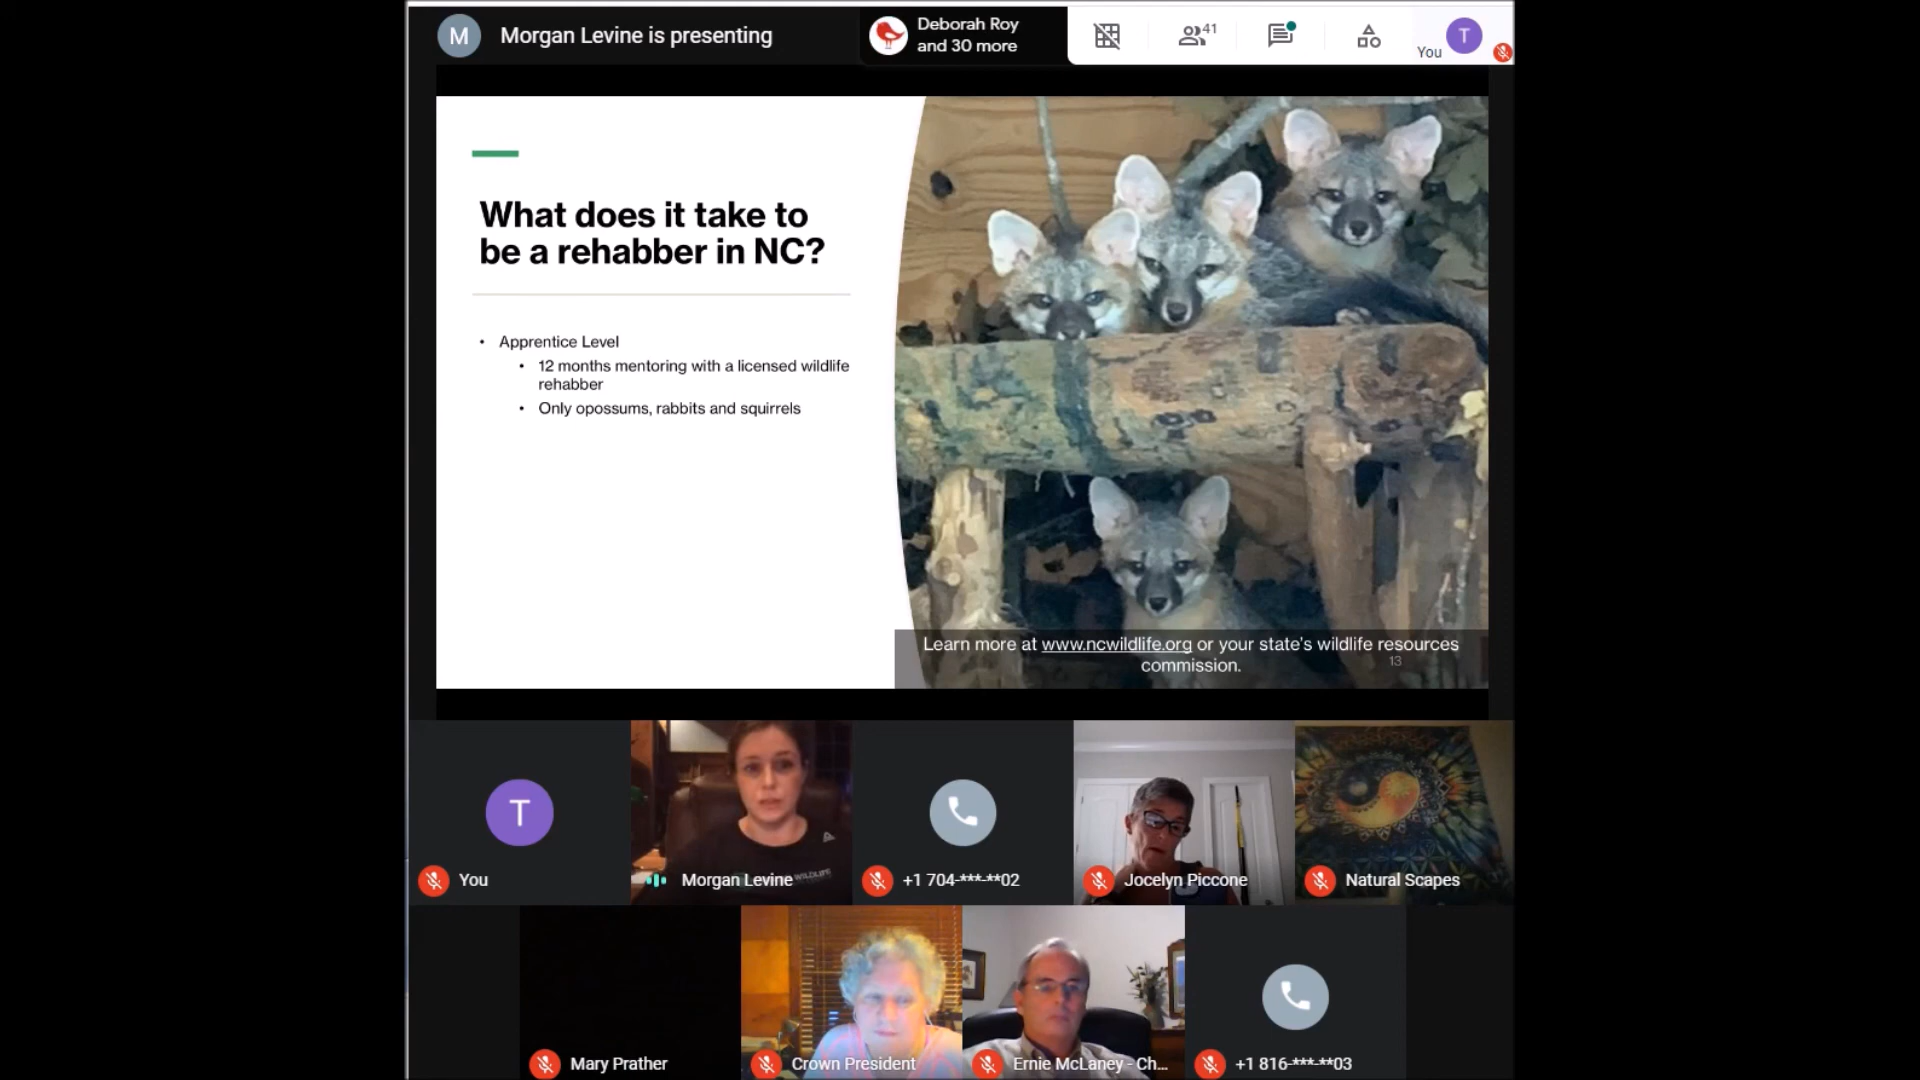 M
Morgan Levine is presenting
Deborah Roy
and 30 more
41
You
T
What does it take to
be a rehabber in NC?
• Apprentice Level
• 12 months mentoring with a licensed wildlife
rehabber
• Only opossums, rabbits and squirrels
Learn more at www.ncwildlife.org or your state's wildlife resources
commission.
13
T
You
Morgan Levine
WILDLIFE
+1 704-***-**02
Jocelyn Piccone
Natural Scapes
Mary Prather
Crown President
Ernie McLaney - Ch...
+1 816-***-**03